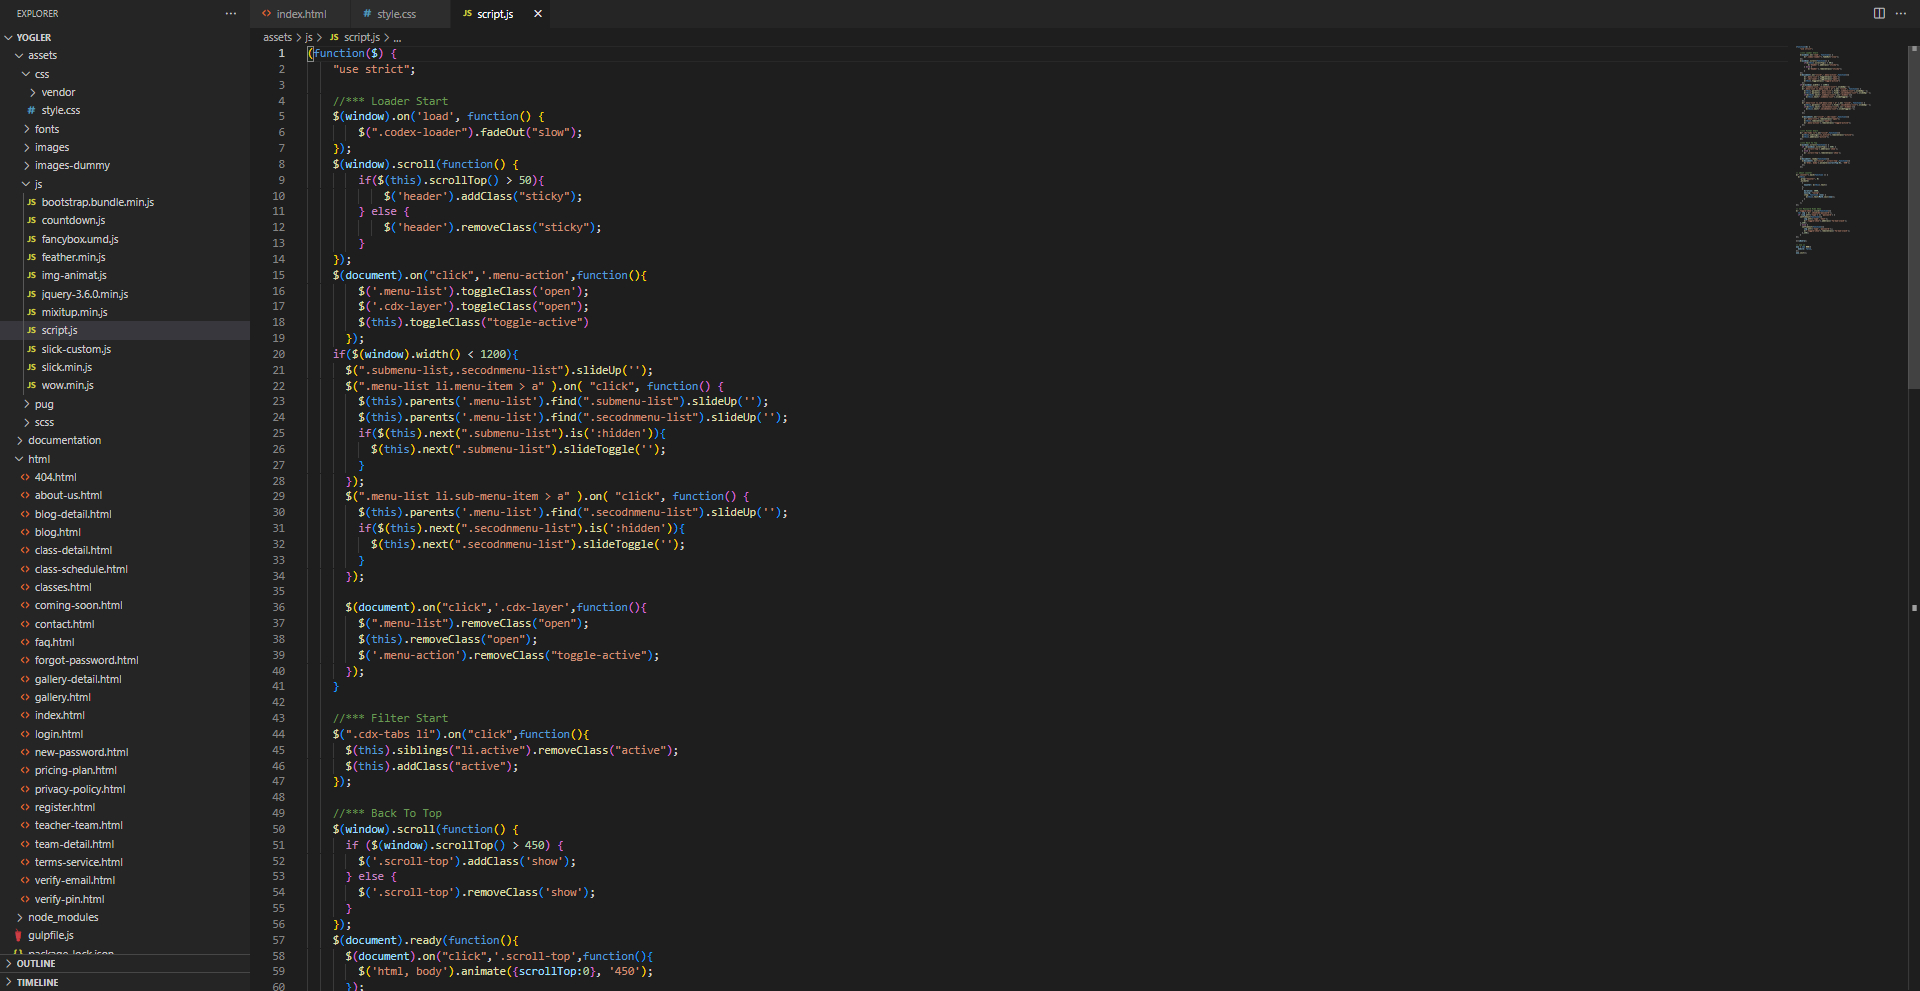 EXPLORER
YOGLER
assets
css
vendor
# style.css
fonts
images
images-dummy
js
JS bootstrap.bundle.min.js
JS countdown.js
JS fancybox.umd.js
JS feather.min.js
JS img-animat.js
JS jquery-3.6.0.min.js
JS mixitup.min.js
JS script.js
JS slick-custom.js
JS slick.min.js
JS wow.min.js
pug
scss
documentation
html
<> 404.html
<> about-us.html
<> blog-detail.html
<> blog.html
<> class-detail.html
<> class-schedule.html
<> classes.html
<> coming-soon.html
<> contact.html
<> faq.html
<> forgot-password.html
<> gallery-detail.html
<> gallery.html
<> index.html
<> login.html
<> new-password.html
<> pricing-plan.html
<> privacy-policy.html
<> register.html
<> teacher-team.html
<> team-detail.html
<> terms-service.html
<> verify-email.html
<> verify-pin.html
node_modules
gulpfile.js
package-lock.json
OUTLINE
TIMELINE
<> index.html # style.css JS script.js ×
assets > js > JS script.js > ...
1 (function($) {
2 "use strict";
3
4 //*** Loader Start
5 $(window).on('load', function() {
6 $(".codex-loader").fadeOut("slow");
7 });
8 $(window).scroll(function() {
9 if($(this).scrollTop() > 50){
10 $('header').addClass("sticky");
11 } else {
12 $('header').removeClass("sticky");
13 }
14 });
15 $(document).on("click",'.menu-action',function(){
16 $('.menu-list').toggleClass('open');
17 $('.cdx-layer').toggleClass("open");
18 $(this).toggleClass("toggle-active")
19 });
20 if($(window).width() < 1200){
21 $(".submenu-list,.secodnmenu-list").slideUp('');
22 $(".menu-list li.menu-item > a" ).on( "click", function() {
23 $(this).parents('.menu-list').find(".submenu-list").slideUp('');
24 $(this).parents('.menu-list').find(".secodnmenu-list").slideUp('');
25 if($(this).next(".submenu-list").is(':hidden')){
26 $(this).next(".submenu-list").slideToggle('');
27 }
28 });
29 $(".menu-list li.sub-menu-item > a" ).on( "click", function() {
30 $(this).parents('.menu-list').find(".secodnmenu-list").slideUp('');
31 if($(this).next(".secodnmenu-list").is(':hidden')){
32 $(this).next(".secodnmenu-list").slideToggle('');
33 }
34 });
35
36 $(document).on("click",'.cdx-layer',function(){
37 $(".menu-list").removeClass("open");
38 $(this).removeClass("open");
39 $('.menu-action').removeClass("toggle-active");
40 });
41 }
42
43 //*** Filter Start
44 $(".cdx-tabs li").on("click",function(){
45 $(this).siblings("li.active").removeClass("active");
46 $(this).addClass("active");
47 });
48
49 //*** Back To Top
50 $(window).scroll(function() {
51 if ($(window).scrollTop() > 450) {
52 $('.scroll-top').addClass('show');
53 } else {
54 $('.scroll-top').removeClass('show');
55 }
56 });
57 $(document).ready(function(){
58 $(document).on("click",'.scroll-top',function(){
59 $('html, body').animate({scrollTop:0}, '450');
60 });